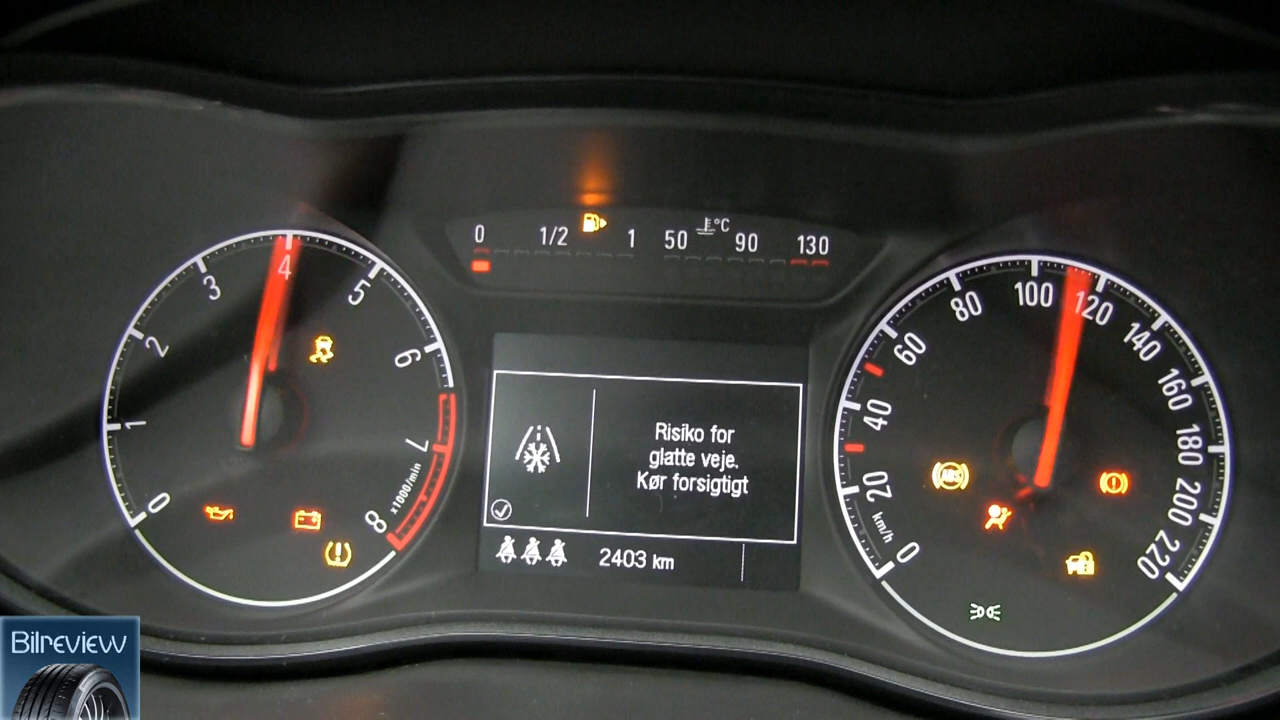 0 1/2 1 50 °C 90 130
0 1 2 3 4 5 6 7 8
x1000/min
Risiko for
glatte veje.
Kør forsigtigt
2403 km
0 20 40 60 80 100 120 140 160 180 200 220
km/h
ABS
Bilreview